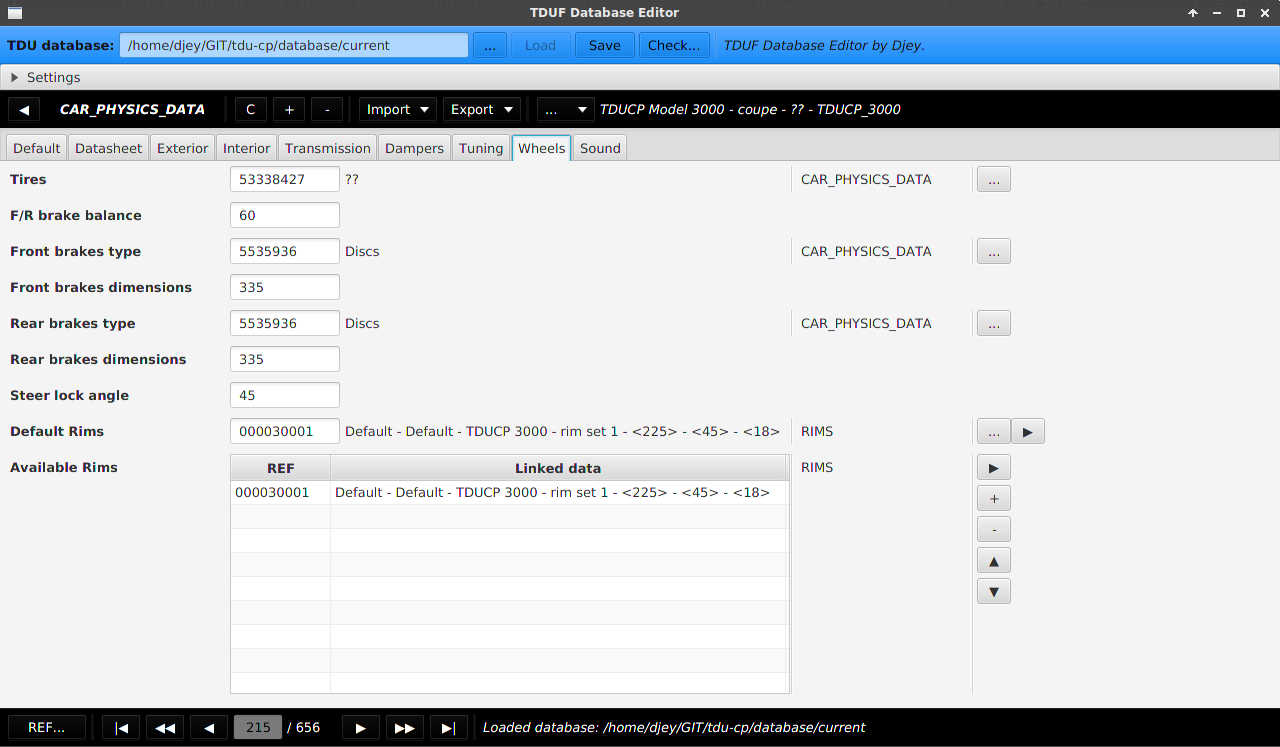 TDUF Database Editor
TDU database: /home/djey/GIT/tdu-cp/database/current ... Load Save Check... TDUF Database Editor by Djey.
Settings
CAR_PHYSICS_DATA C + - Import Export ... TDUCP Model 3000 - coupe - ?? - TDUCP_3000
Default Datasheet Exterior Interior Transmission Dampers Tuning Wheels Sound
Tires 53338427 ?? CAR_PHYSICS_DATA ...
F/R brake balance 60
Front brakes type 5535936 Discs CAR_PHYSICS_DATA ...
Front brakes dimensions 335
Rear brakes type 5535936 Discs CAR_PHYSICS_DATA ...
Rear brakes dimensions 335
Steer lock angle 45
Default Rims 000030001 Default - Default - TDUCP 3000 - rim set 1 - <225> - <45> - <18> RIMS ...
Available Rims REF Linked data RIMS
000030001 Default - Default - TDUCP 3000 - rim set 1 - <225> - <45> - <18>
+
-
REF... 215 / 656 Loaded database: /home/djey/GIT/tdu-cp/database/current